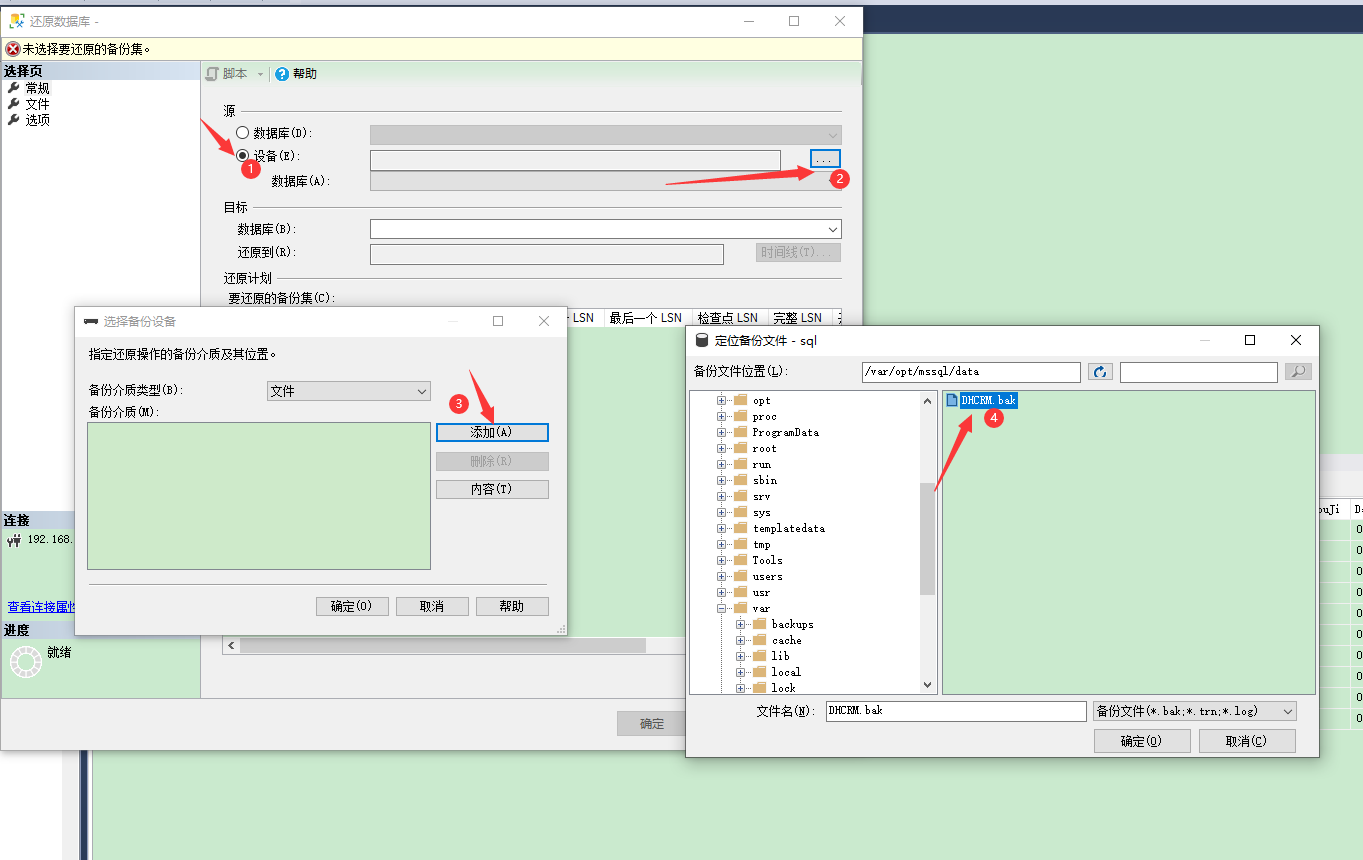 还原数据库 -
未选择要还原的备份集。
选择页
常规
文件
选项
脚本
帮助
源
数据库(D):
设备(E):
1
...
2
数据库(A):
目标
数据库(B):
还原到(R):
时间线(T)...
还原计划
要还原的备份集(C):
LSN 最后一个 LSN 检查点 LSN 完整 LSN
选择备份设备
指定还原操作的备份介质及其位置。
备份介质类型(B):
文件
备份介质(M):
3
添加(A)
删除(R)
内容(T)
确定(O)
取消
帮助
连接
192.168.
查看连接属性
进度
就绪
确定
定位备份文件 - sql
备份文件位置(L):
/var/opt/mssql/data
opt
proc
ProgramData
root
run
sbin
srv
sys
templatedata
tmp
Tools
users
usr
var
backups
cache
lib
local
lock
DHCRM.bak
4
文件名(N):
DHCRM.bak
备份文件(*.bak;*.trn;*.log)
确定(O)
取消(C)
ouJi
0
0
0
0
0
0
0
0
0
0